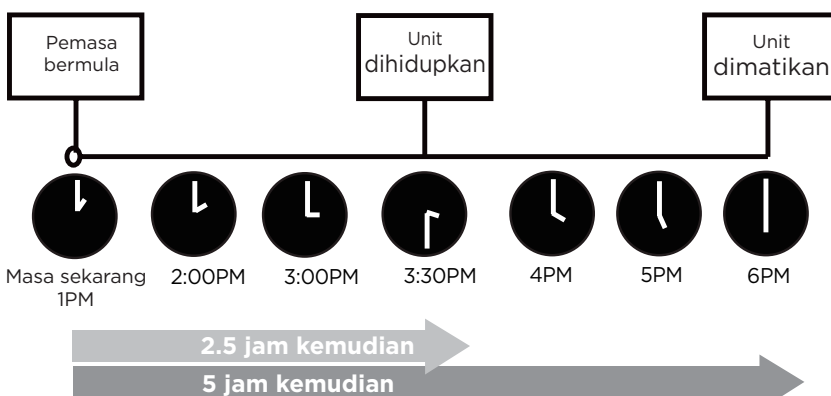 Pemasa
bermula
Unit
dihidupkan
Unit
dimatikan
Masa sekarang
1PM
2:00PM
3:00PM
3:30PM
4PM
5PM
6PM
2.5 jam kemudian
5 jam kemudian